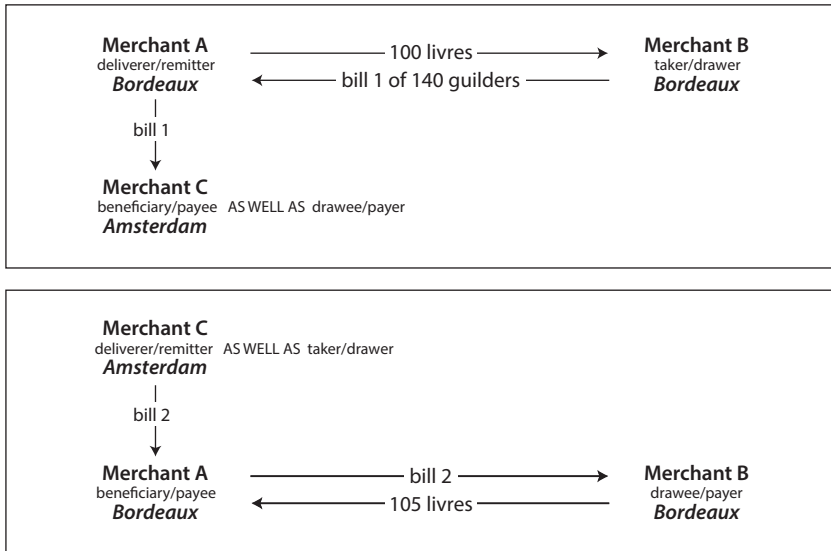 Merchant A 100 livres Merchant B
deliverer/remitter taker/drawer
Bordeaux bill 1 of 140 guilders Bordeaux
bill 1
Merchant C
beneficiary/payee AS WELL AS drawee/payer
Amsterdam
Merchant C
deliverer/remitter AS WELL AS taker/drawer
Amsterdam
bill 2
Merchant A bill 2 Merchant B
beneficiary/payee drawee/payer
Bordeaux 105 livres Bordeaux